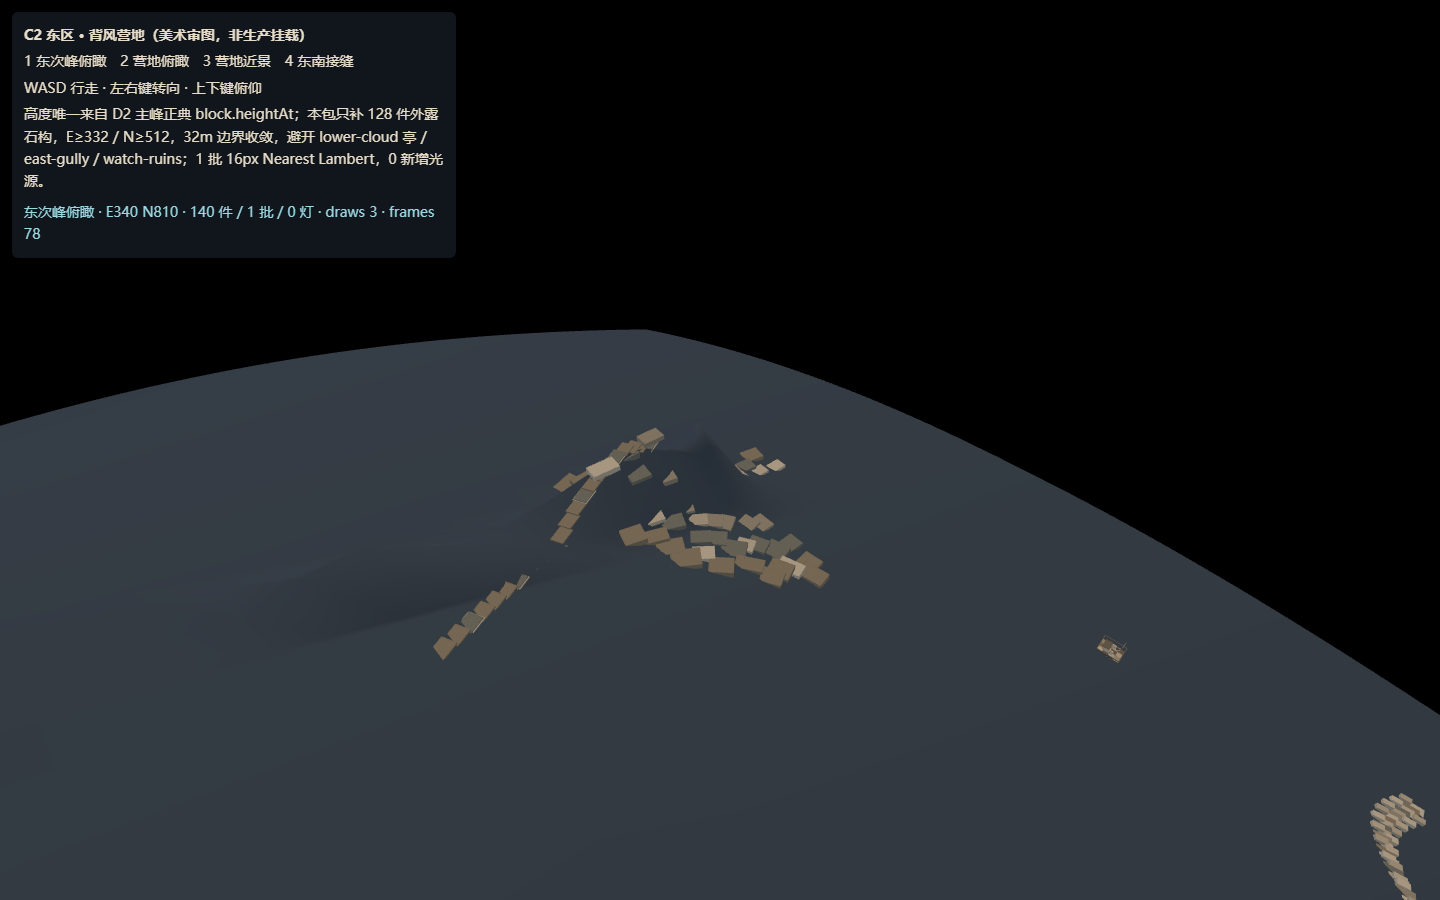 C2 东区 • 背风营地（美术审图，非生产挂载）
1 东次峰俯瞰 2 营地俯瞰 3 营地近景 4 东南接缝
WASD 行走 · 左右键转向 · 上下键俯仰
高度唯一来自 D2 主峰正典 block.heightAt；本包只补 128 件外露
石构，E≥332 / N≥512，32m 边界收敛，避开 lower-cloud 亭 /
east-gully / watch-ruins；1 批 16px Nearest Lambert，0 新增光
源。
东次峰俯瞰 · E340 N810 · 140 件 / 1 批 / 0 灯 · draws 3 · frames
78